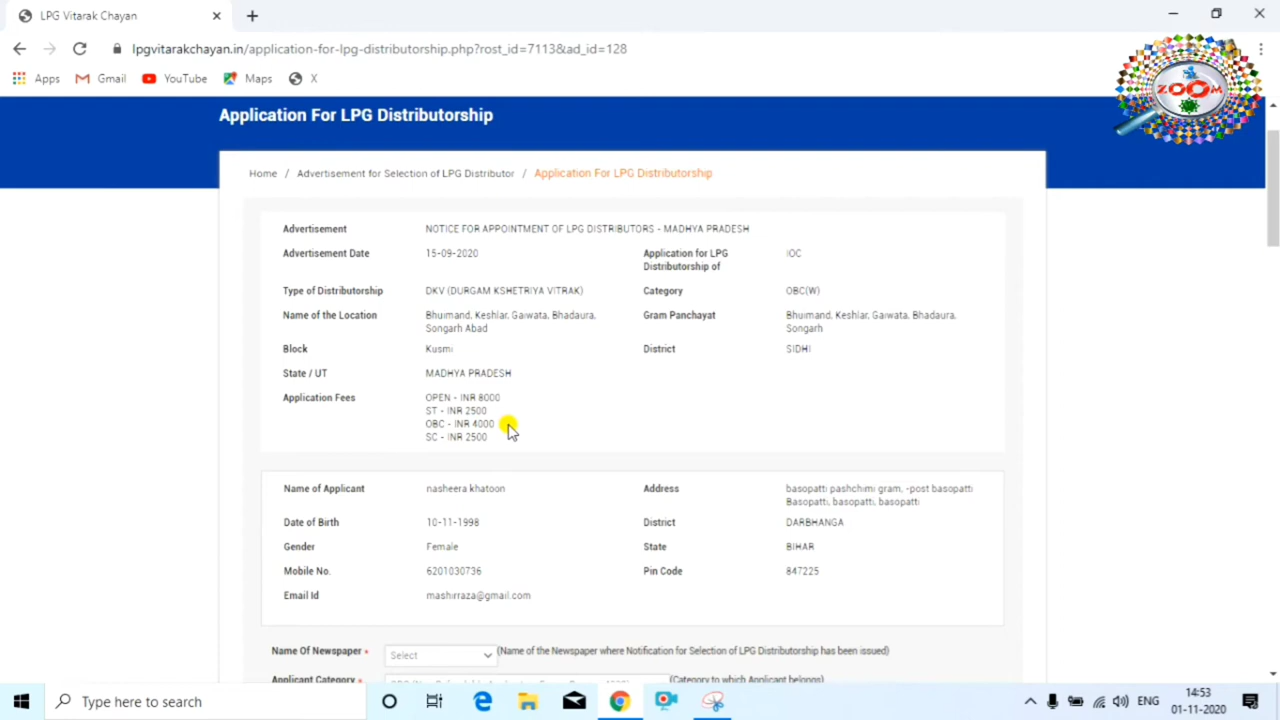 LPG Vitarak Chayan
lpgvitarakchayan.in/application-for-lpg-distributorship.php?rost_id=7113&ad_id=128
Apps Gmail YouTube Maps X
ZOOM
Application For LPG Distributorship
Home / Advertisement for Selection of LPG Distributor / Application For LPG Distributorship
Advertisement NOTICE FOR APPOINTMENT OF LPG DISTRIBUTORS - MADHYA PRADESH
Advertisement Date 15-09-2020 Application for LPG Distributorship of IOC
Type of Distributorship DKV (DURGAM KSHETRIYA VITRAK) Category OBC(W)
Name of the Location Bhuimand, Keshlar, Gaiwata, Bhadaura, Gram Panchayat Bhuimand, Keshlar, Gaiwata, Bhadaura,
Songarh Abad Songarh
Block Kusmi District SIDHI
State / UT MADHYA PRADESH
Application Fees OPEN - INR 8000
ST - INR 2500
OBC - INR 4000
SC - INR 2500
Name of Applicant nasheera khatoon Address basopatti pashchimi gram, -post basopatti
Basopatti, basopatti, basopatti
Date of Birth 10-11-1998 District DARBHANGA
Gender Female State BIHAR
Mobile No. 6201030736 Pin Code 847225
Email Id mashirraza@gmail.com
Name Of Newspaper * Select (Name of the Newspaper where Notification for Selection of LPG Distributorship has been issued)
Applicant Category * (Category to which Applicant belongs)
Type here to search ENG 14:53
01-11-2020